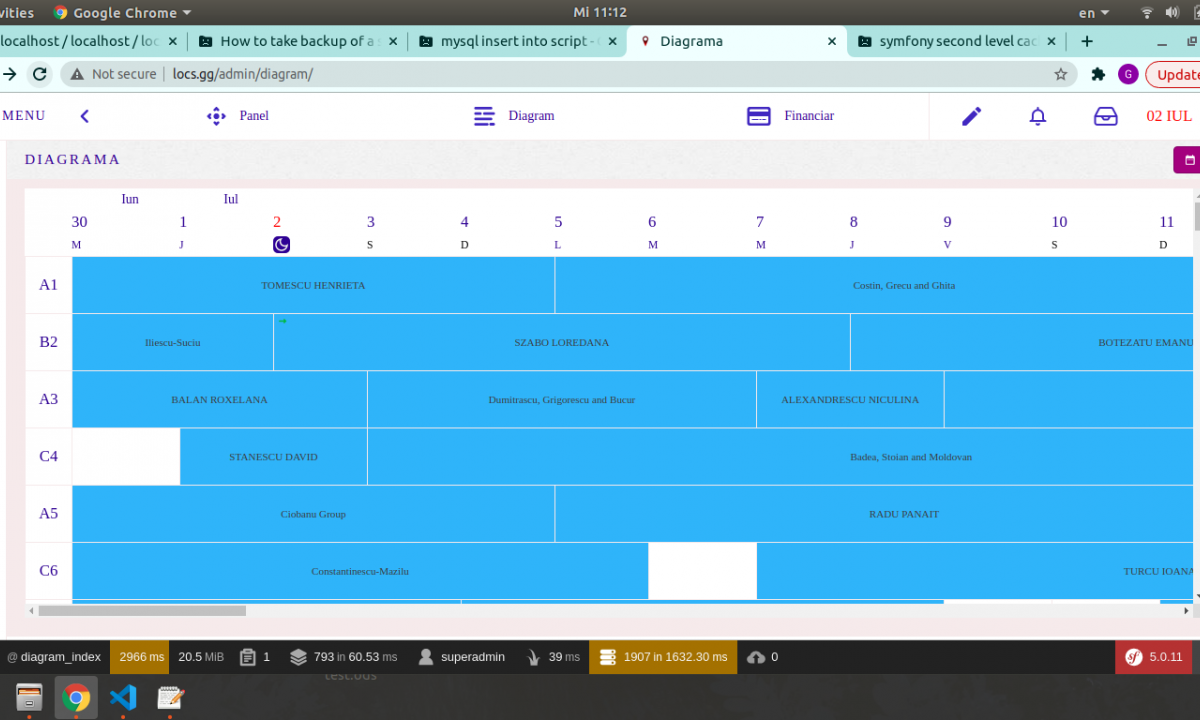 vities
Google Chrome
Mi 11:12
en
localhost / localhost / loc
How to take backup of a s
mysql insert into script -
Diagrama
symfony second level cac
Not secure
locs.gg/admin/diagram/
G
Update
MENU
Panel
Diagram
Financiar
02 IUL
DIAGRAMA
Iun Iul
30 1 2 3 4 5 6 7 8 9 10 11
M J S D L M M J V S D
A1 TOMESCU HENRIETA Costin, Grecu and Ghita
B2 Iliescu-Suciu SZABO LOREDANA BOTEZATU EMANU
A3 BALAN ROXELANA Dumitrascu, Grigorescu and Bucur ALEXANDRESCU NICULINA
C4 STANESCU DAVID Badea, Stoian and Moldovan
A5 Ciobanu Group RADU PANAIT
C6 Constantinescu-Mazilu TURCU IOANA
@ diagram_index 2966 ms 20.5 MiB 1 793 in 60.53 ms superadmin 39 ms 1907 in 1632.30 ms 0 sf 5.0.11
test.ods